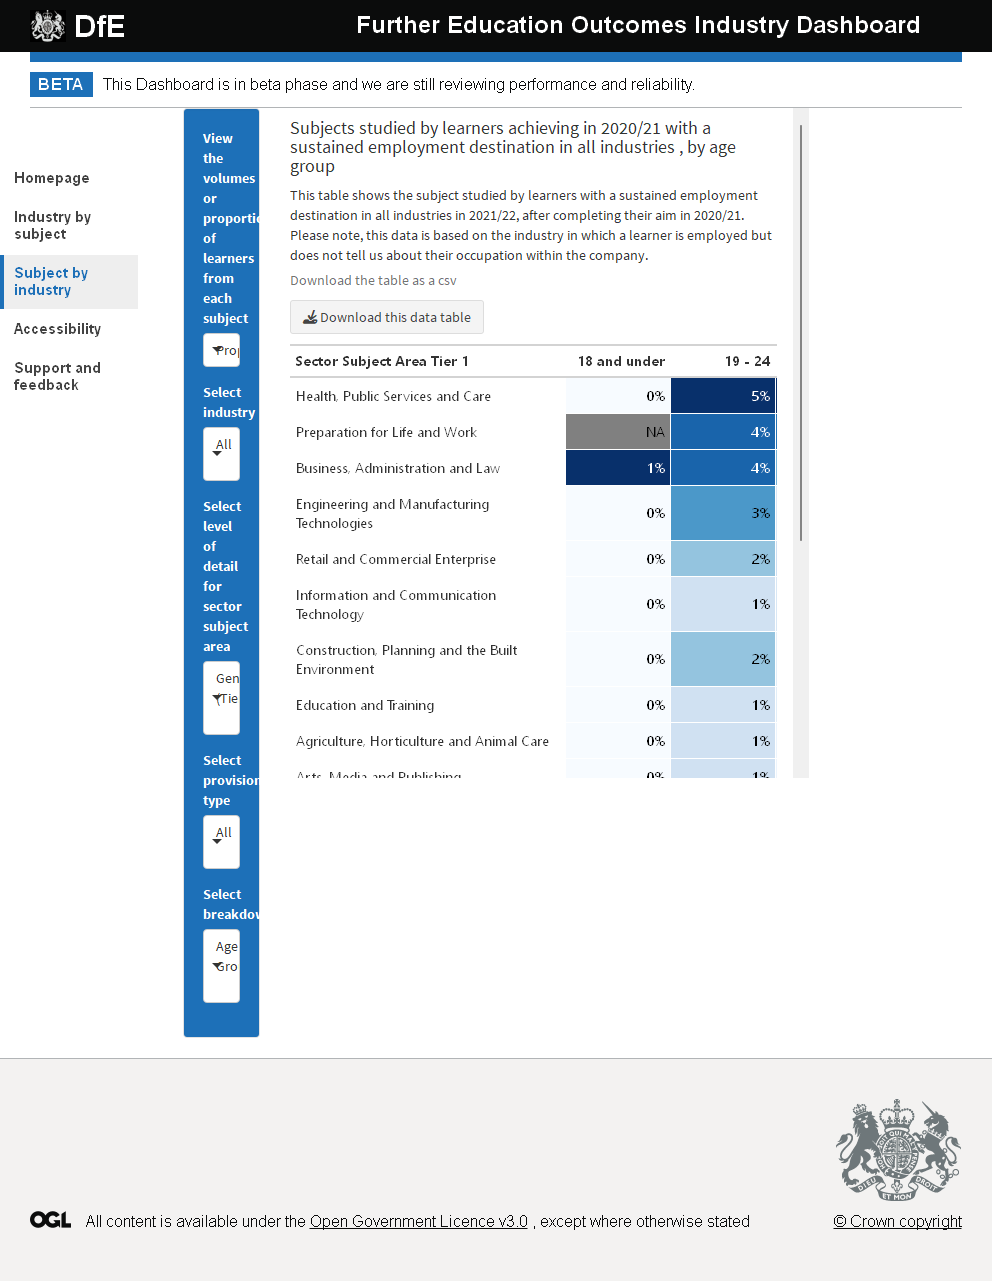 DfE
Further Education Outcomes Industry Dashboard
BETA
This Dashboard is in beta phase and we are still reviewing performance and reliability.
Homepage
Industry by
subject
Subject by
industry
Accessibility
Support and
feedback
View
the
volumes
or
proportio
of
learners
from
each
subject
Prop
Select
industry
All
Select
level
of
detail
for
sector
subject
area
Gen
(Tie
Select
provision
type
All
Select
breakdow
Age
Gro
Subjects studied by learners achieving in 2020/21 with a
sustained employment destination in all industries , by age
group
This table shows the subject studied by learners with a sustained employment
destination in all industries in 2021/22, after completing their aim in 2020/21.
Please note, this data is based on the industry in which a learner is employed but
does not tell us about their occupation within the company.
Download the table as a csv
Download this data table
Sector Subject Area Tier 1 18 and under 19 - 24
Health, Public Services and Care 0% 5%
Preparation for Life and Work NA 4%
Business, Administration and Law 1% 4%
Engineering and Manufacturing
Technologies 0% 3%
Retail and Commercial Enterprise 0% 2%
Information and Communication
Technology 0% 1%
Construction, Planning and the Built
Environment 0% 2%
Education and Training 0% 1%
Agriculture, Horticulture and Animal Care 0% 1%
Arts, Media and Publishing 0% 1%
DIEU ET MON DROIT
OGL All content is available under the Open Government Licence v3.0 , except where otherwise stated
© Crown copyright